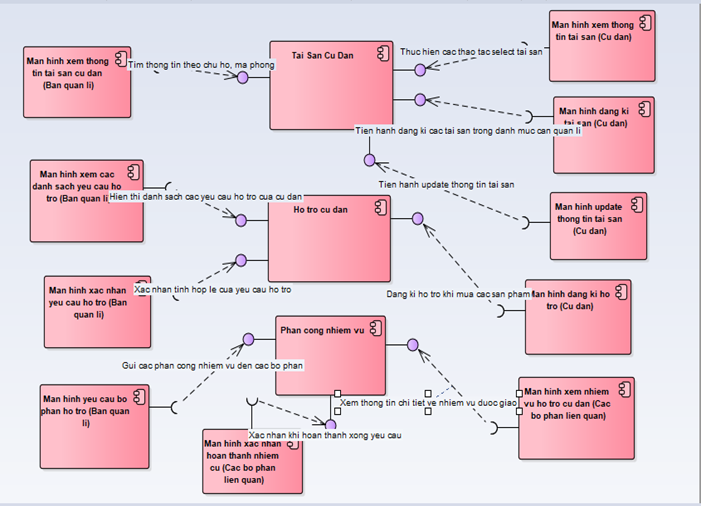 Man hinh xem thong
tin tai san cu dan
(Ban quan li)
Tim thong tin theo chu ho, ma phong
Tai San Cu Dan
Thuc hien cac thao tac select tai san
Man hinh xem thong
tin tai san (Cu dan)
Man hinh dang ki
tai san (Cu dan)
Tien hanh dang ki cac tai san trong danh muc can quan li
Tien hanh update thong tin tai san
Man hinh update
thong tin tai san
(Cu dan)
Man hinh xem cac
danh sach yeu cau ho
tro (Ban quan li)
Hien thi danh sach cac yeu cau ho tro cua cu dan
Ho tro cu dan
Man hinh xac nhan
yeu cau ho tro (Ban
quan li)
Xac nhan tinh hop le cua yeu cau ho tro
Dang ki ho tro khi mua cac san pham
Man hinh dang ki ho
tro (Cu dan)
Phan cong nhiem vu
Gui cac phan cong nhiem vu den cac bo phan
Man hinh yeu cau bo
phan ho tro (Ban quan
li)
Xem thong tin chi tiet ve nhiem vu duoc giao
Man hinh xem nhiem
vu ho tro cu dan (Cac
bo phan lien quan)
Xac nhan khi hoan thanh xong yeu cau
Man hinh xac nhan
hoan thanh nhiem
cu (Cac bo phan
lien quan)